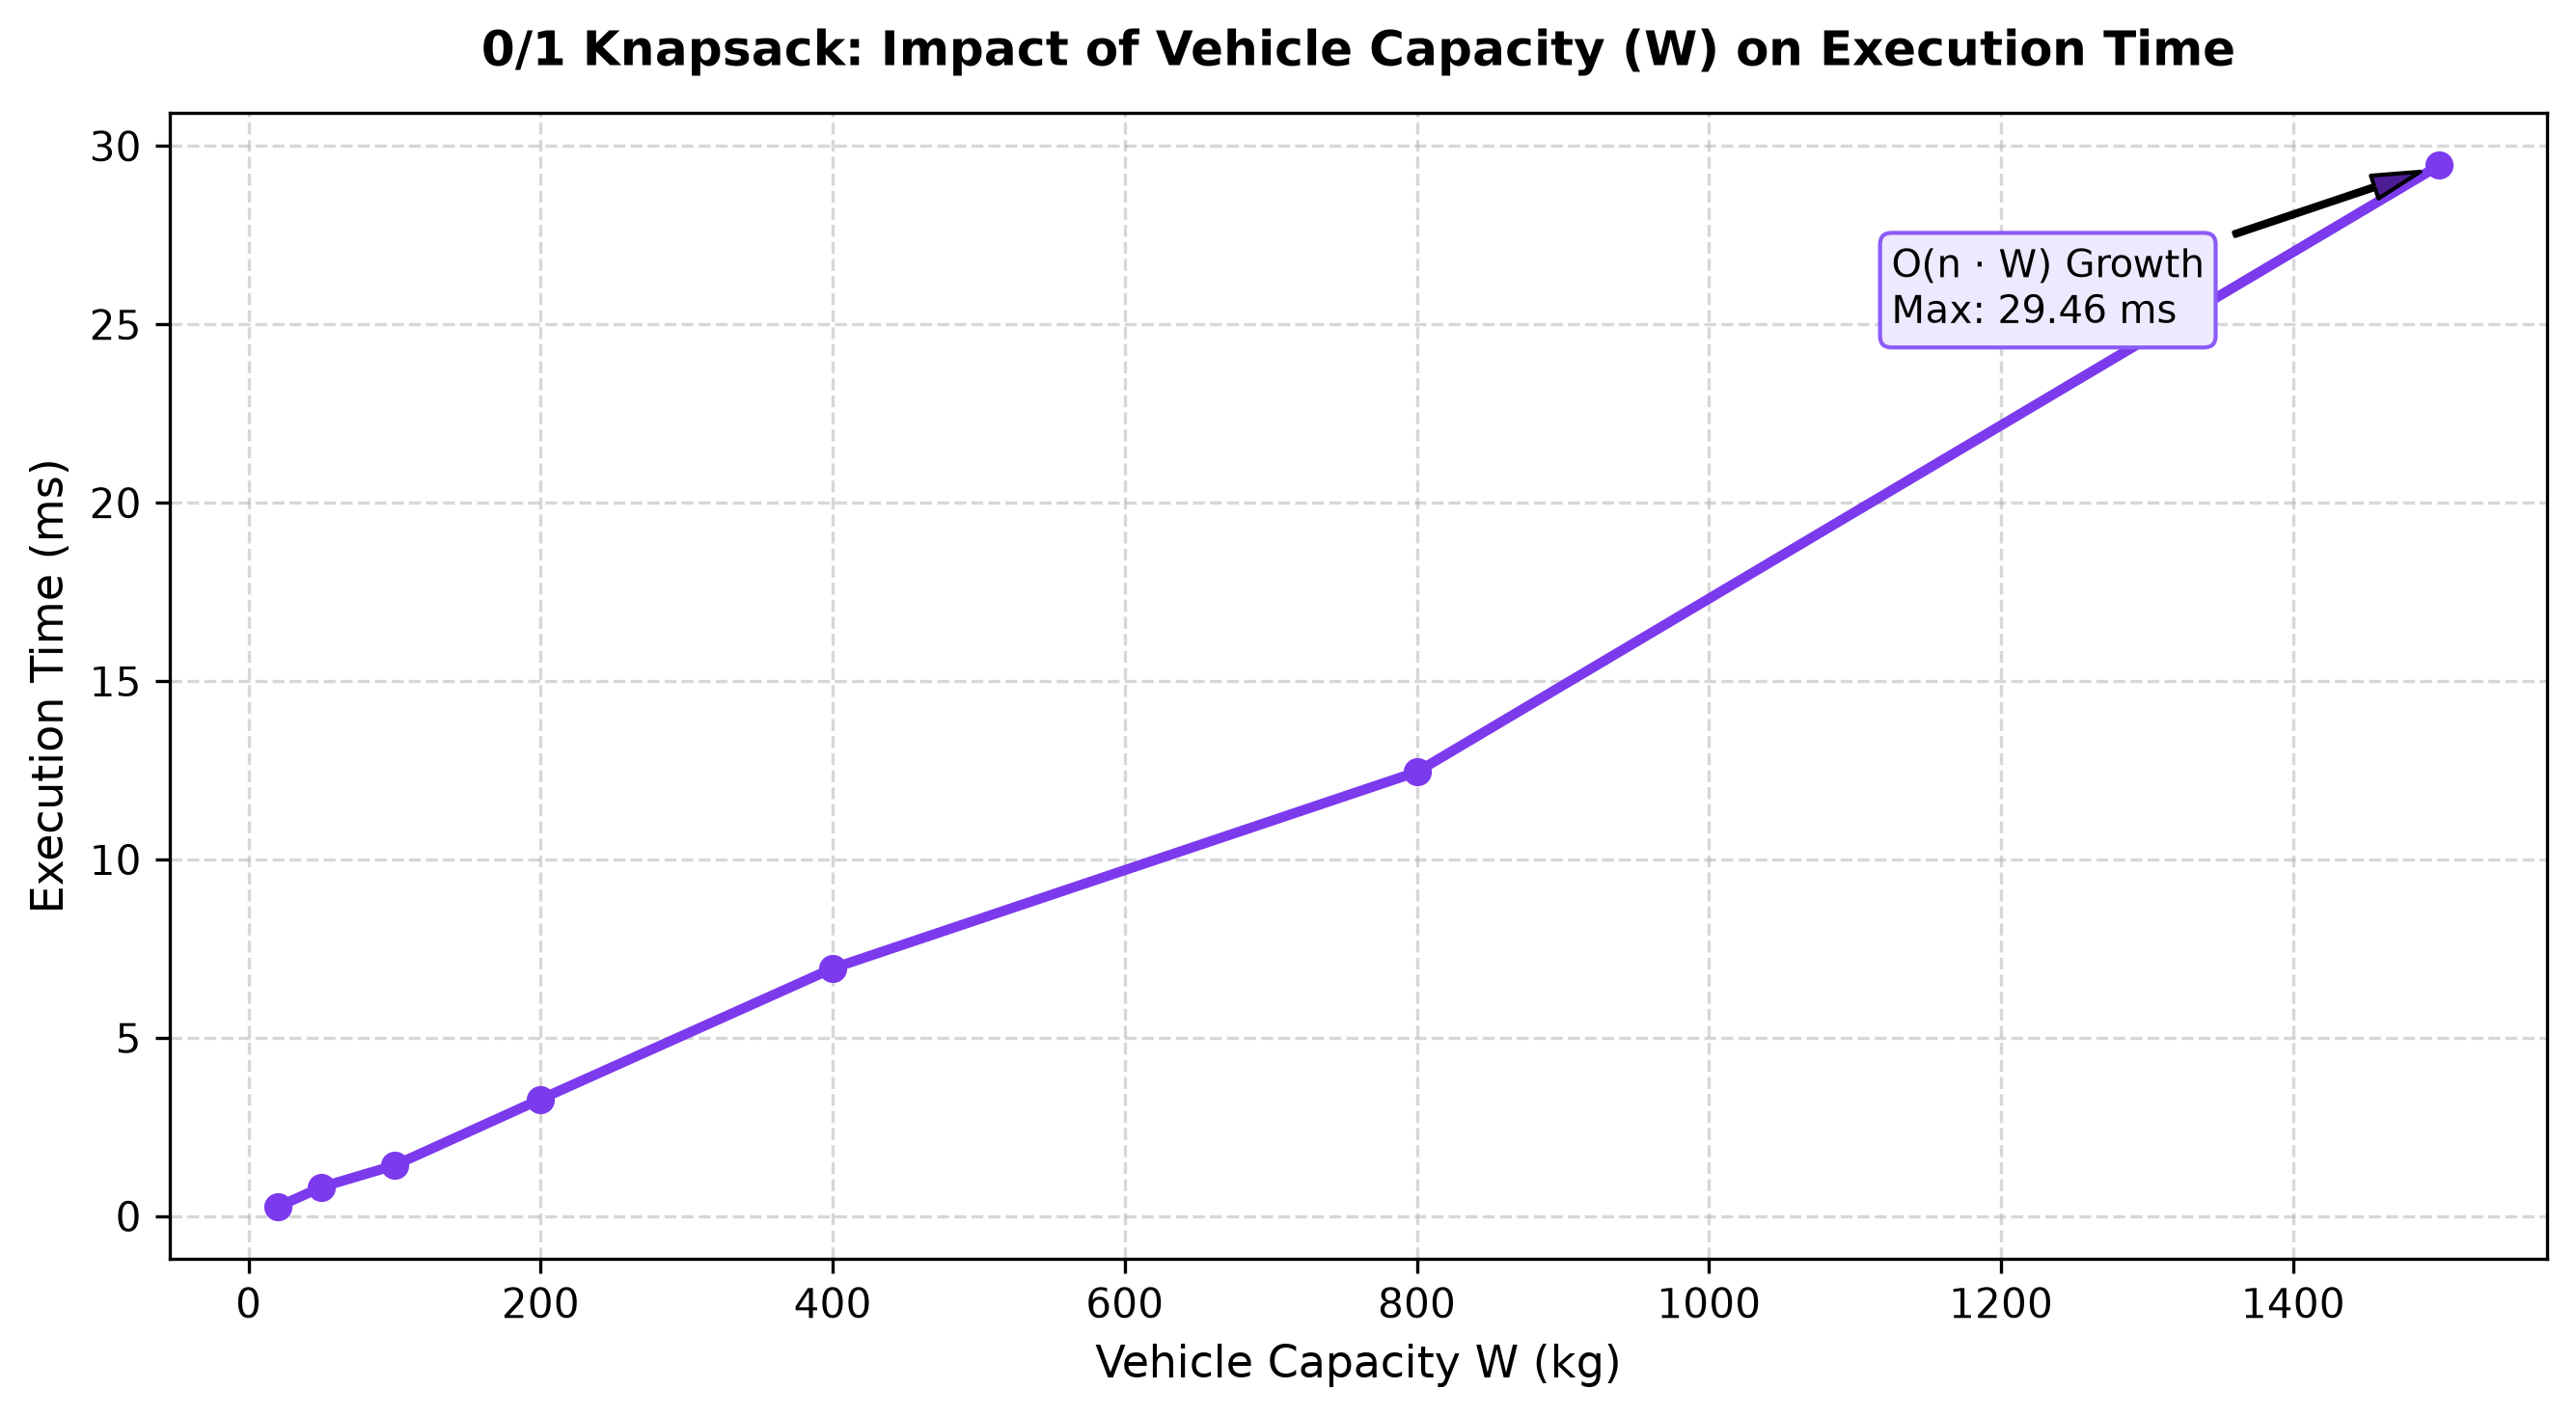 0/1 Knapsack: Impact of Vehicle Capacity (W) on Execution Time
30
25
20
15
10
5
0
Execution Time (ms)
O(n · W) Growth
Max: 29.46 ms
0 200 400 600 800 1000 1200 1400
Vehicle Capacity W (kg)